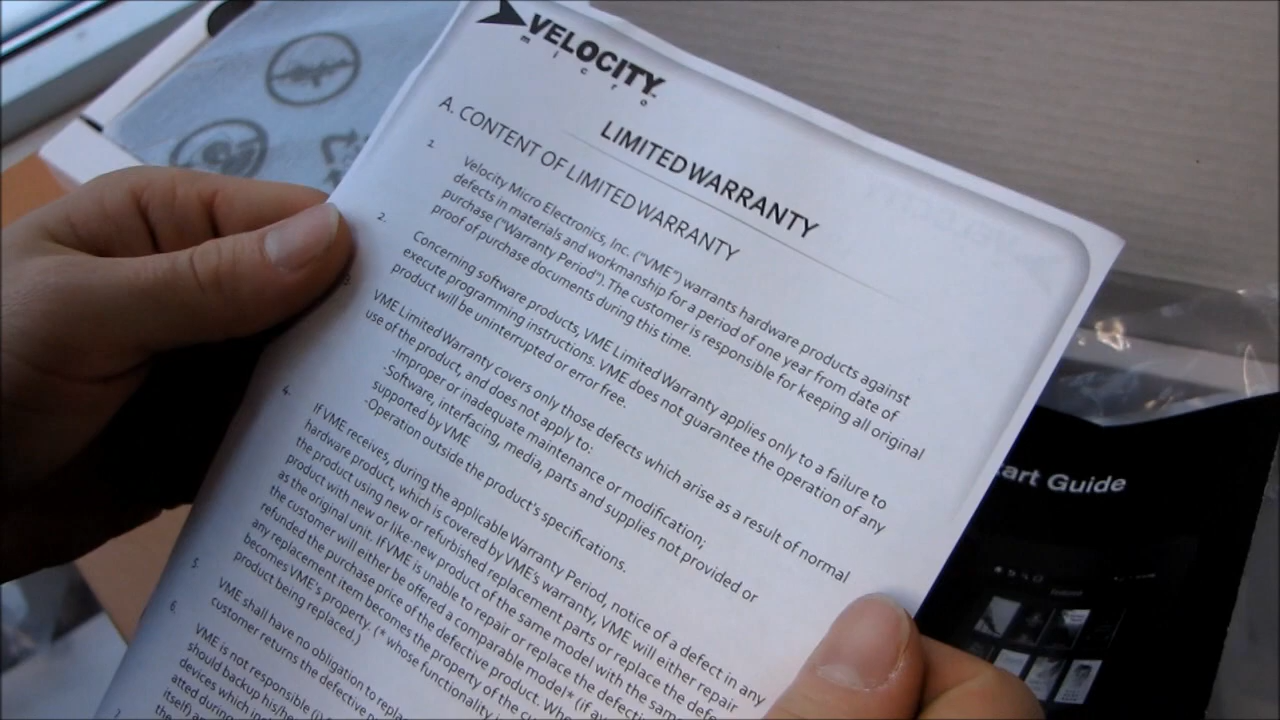 VELOCITY
micro
LIMITED WARRANTY
A. CONTENT OF LIMITED WARRANTY
1. Velocity Micro Electronics, Inc. ("VME") warrants hardware products against
defects in materials and workmanship for a period of one year from date of
purchase ("Warranty Period"). The customer is responsible for keeping all original
proof of purchase documents during this time.
2. Concerning software products, VME Limited Warranty applies only to a failure to
execute programming instructions. VME does not guarantee the operation of any
product will be uninterrupted or error free.
3. VME Limited Warranty covers only those defects which arise as a result of normal
use of the product, and does not apply to:
-Improper or inadequate maintenance or modification;
-Software, interfacing, media, parts and supplies not provided or
supported by VME
-Operation outside the product's specifications.
4. If VME receives, during the applicable Warranty Period, notice of a defect in any
hardware product, which is covered by VME's warranty, VME will either repair
the product using new or refurbished replacement parts or replace the
product with new or like-new product of the same model with the same
as the original unit. If VME is unable to repair or replace the
the customer will either be offered a comparable model* (if
refunded the purchase price of the defective product.
any replacement item becomes the property of the
becomes VME's property. (* whose functionality
product being replaced.)
5. VME shall have no obligation to
customer returns the defective
6. VME is not responsible (i)
should backup
devices which
during
itself)
the
art Guide